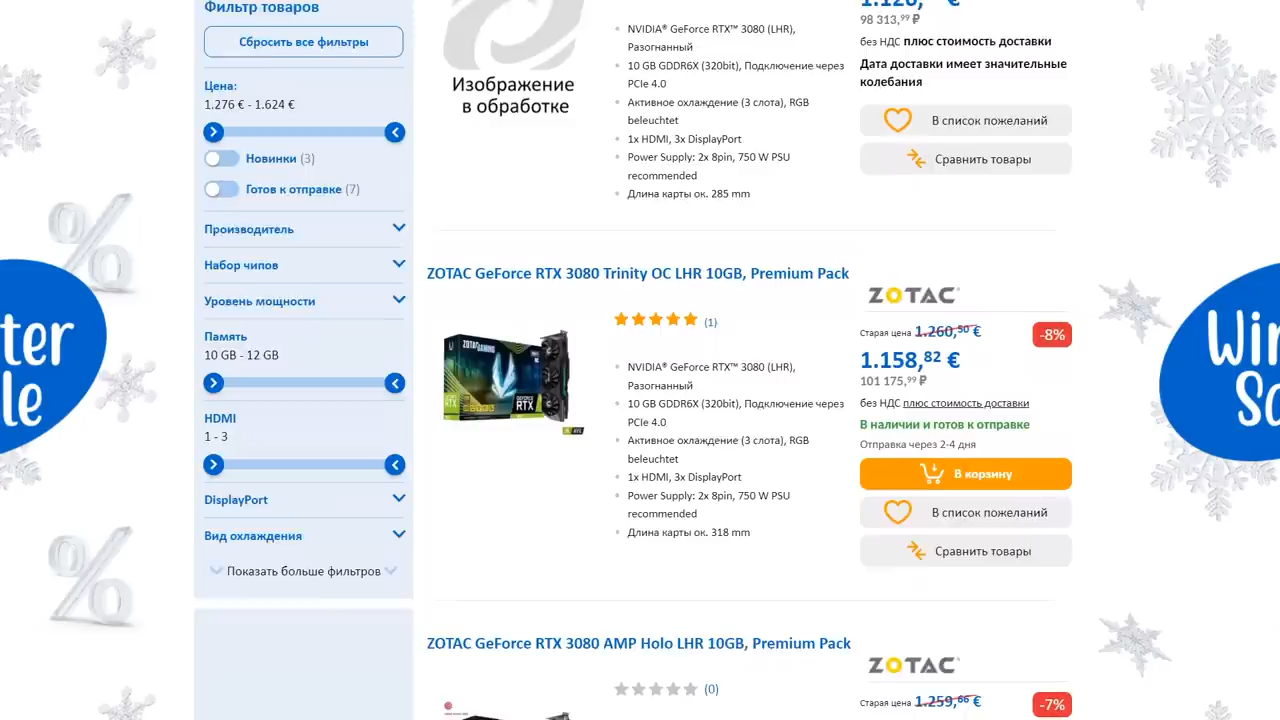 Фильтр товаров
Сбросить все фильтры
Цена:
1.276 € - 1.624 €
Новинки (3)
Готов к отправке (7)
Производитель
Набор чипов
Уровень мощности
Память
10 GB - 12 GB
HDMI
1 - 3
DisplayPort
Вид охлаждения
Показать больше фильтров
Изображение
в обработке
NVIDIA® GeForce RTX™ 3080 (LHR),
Разогнанный
10 GB GDDR6X (320bit), Подключение через
PCIe 4.0
Активное охлаждение (3 слота), RGB
beleuchtet
1x HDMI, 3x DisplayPort
Power Supply: 2x 8pin, 750 W PSU
recommended
Длина карты ок. 285 mm
98 313,⁹⁹ ₽
без НДС плюс стоимость доставки
Дата доставки имеет значительные
колебания
В список пожеланий
Сравнить товары
ZOTAC GeForce RTX 3080 Trinity OC LHR 10GB, Premium Pack
(1)
ZOTAC GAMING
GEFORCE
RTX
NVIDIA® GeForce RTX™ 3080 (LHR),
Разогнанный
10 GB GDDR6X (320bit), Подключение через
PCIe 4.0
Активное охлаждение (3 слота), RGB
beleuchtet
1x HDMI, 3x DisplayPort
Power Supply: 2x 8pin, 750 W PSU
recommended
Длина карты ок. 318 mm
ZOTAC
Старая цена 1.260,⁵⁰ €
-8%
1.158,⁸² €
101 175,⁹⁹ ₽
без НДС плюс стоимость доставки
В наличии и готов к отправке
Отправка через 2-4 дня
В корзину
В список пожеланий
Сравнить товары
ZOTAC GeForce RTX 3080 AMP Holo LHR 10GB, Premium Pack
(0)
ZOTAC
Старая цена 1.259,⁶⁶ €
-7%
ter
le
Win
Sa